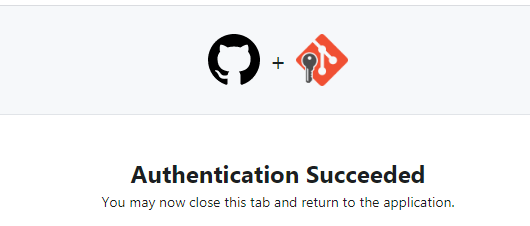 +
Authentication Succeeded
You may now close this tab and return to the application.